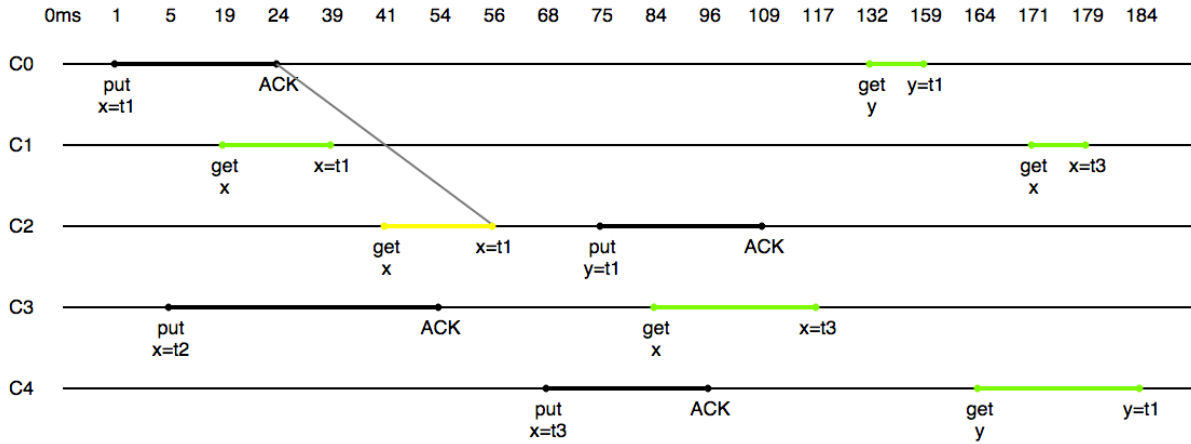 0ms 1 5 19 24 39 41 54 56 68 75 84 96 109 117 132 159 164 171 179 184
C0
put ACK get y=t1
x=t1 y
C1
get x=t1 get x=t3
x x
C2
get x=t1 put ACK
x y=t1
C3
put ACK get x=t3
x=t2 x
C4
put ACK get y=t1
x=t3 y